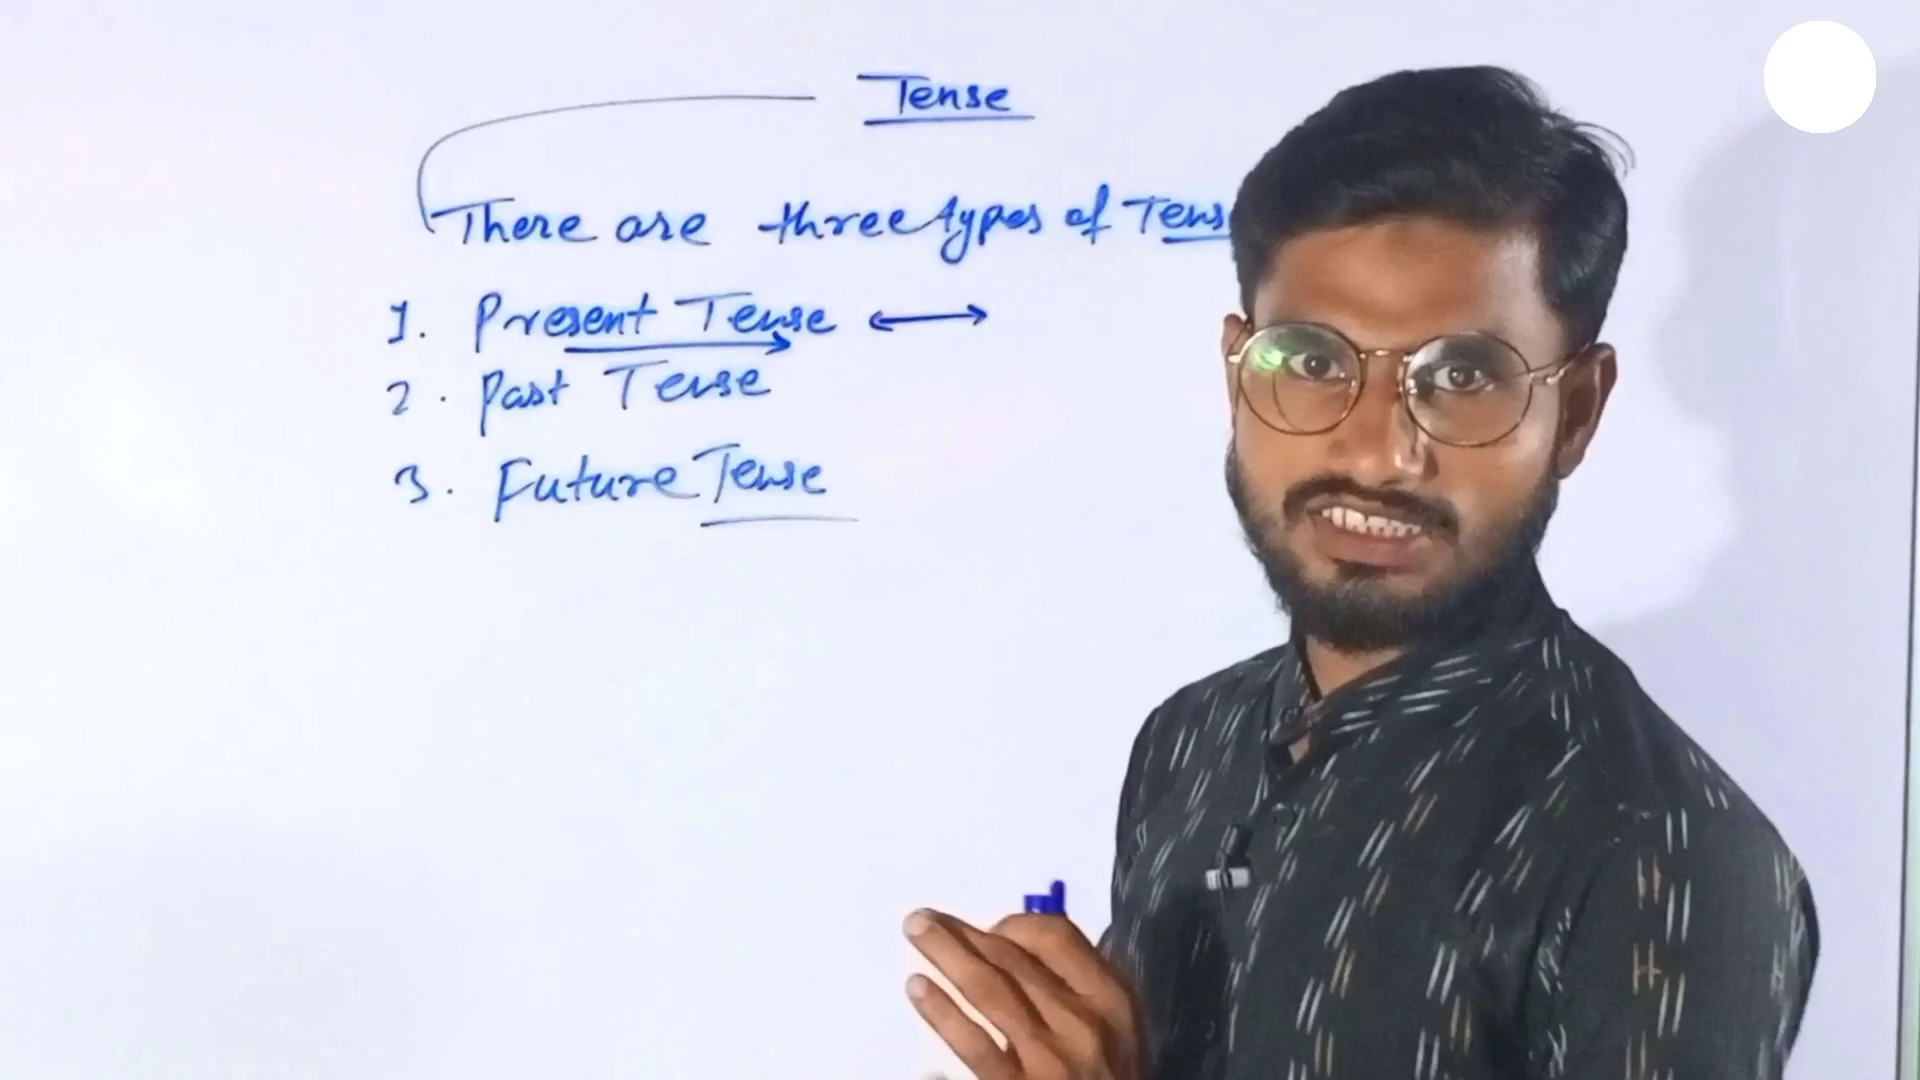 Tense
There are three types of Tens
1. Present Tense
2. Past Tense
3. Future Tense